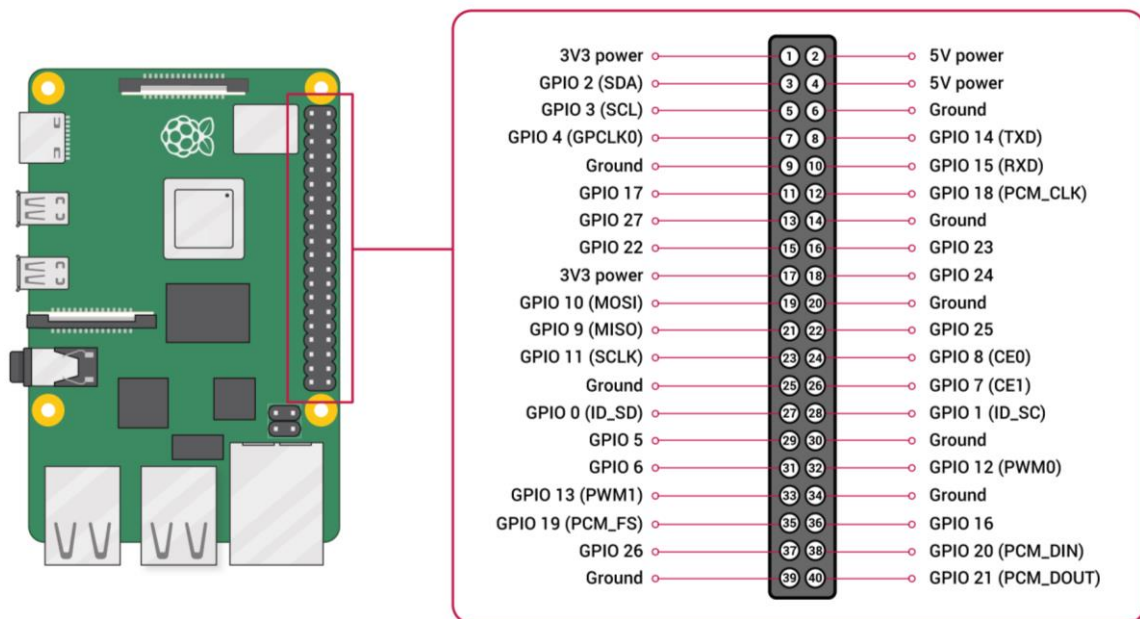 3V3 power 1 2 5V power
GPIO 2 (SDA) 3 4 5V power
GPIO 3 (SCL) 5 6 Ground
GPIO 4 (GPCLK0) 7 8 GPIO 14 (TXD)
Ground 9 10 GPIO 15 (RXD)
GPIO 17 11 12 GPIO 18 (PCM_CLK)
GPIO 27 13 14 Ground
GPIO 22 15 16 GPIO 23
3V3 power 17 18 GPIO 24
GPIO 10 (MOSI) 19 20 Ground
GPIO 9 (MISO) 21 22 GPIO 25
GPIO 11 (SCLK) 23 24 GPIO 8 (CE0)
Ground 25 26 GPIO 7 (CE1)
GPIO 0 (ID_SD) 27 28 GPIO 1 (ID_SC)
GPIO 5 29 30 Ground
GPIO 6 31 32 GPIO 12 (PWM0)
GPIO 13 (PWM1) 33 34 Ground
GPIO 19 (PCM_FS) 35 36 GPIO 16
GPIO 26 37 38 GPIO 20 (PCM_DIN)
Ground 39 40 GPIO 21 (PCM_DOUT)